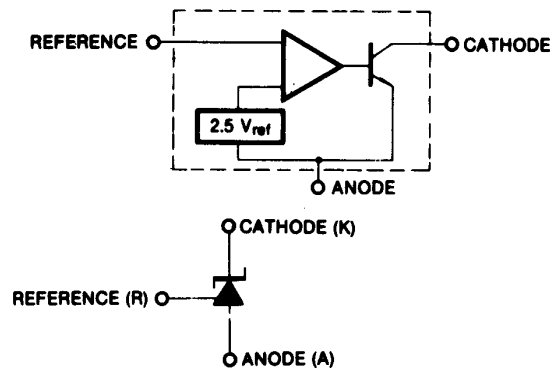 REFERENCE
CATHODE
2.5 Vref
ANODE
CATHODE (K)
REFERENCE (R)
ANODE (A)